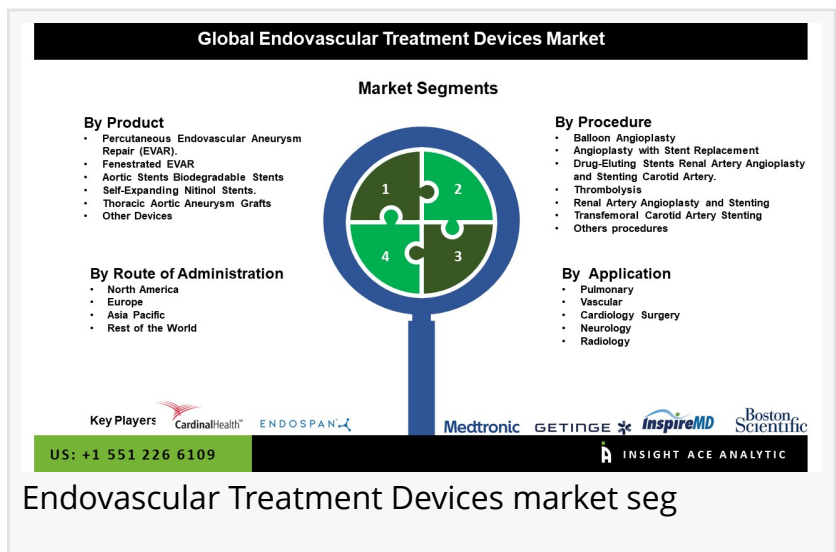 Global Endovascular Treatment Devices Market
Market Segments
By Product
• Percutaneous Endovascular Aneurysm
Repair (EVAR).
• Fenestrated EVAR
• Aortic Stents Biodegradable Stents
• Self-Expanding Nitinol Stents.
• Thoracic Aortic Aneurysm Grafts
• Other Devices
By Procedure
• Balloon Angioplasty
• Angioplasty with Stent Replacement
• Drug-Eluting Stents Renal Artery Angioplasty
and Stenting Carotid Artery.
• Thrombolysis
• Renal Artery Angioplasty and Stenting
• Transfemoral Carotid Artery Stenting
• Others procedures
1
2
4
3
By Route of Administration
• North America
• Europe
• Asia Pacific
• Rest of the World
By Application
• Pulmonary
• Vascular
• Cardiology Surgery
• Neurology
• Radiology
Key Players
CardinalHealth™
ENDOSPAN
Medtronic
GETINGE
InspireMD
Boston
Scientific
US: +1 551 226 6109
INSIGHT ACE ANALYTIC
Endovascular Treatment Devices market seg